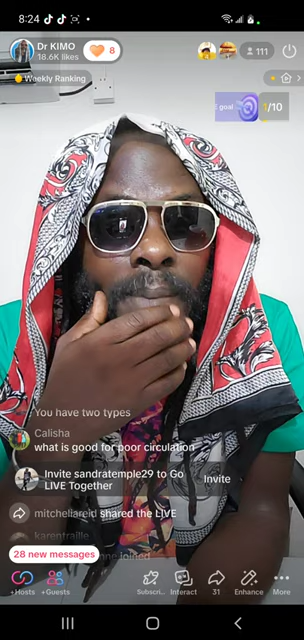 8:24
Dr KIMO
18.6K likes
8
111
Weekly Ranking
goal
1/10
You have two types
Calisha
what is good for poor circulation
Invite sandratemple29 to Go
LIVE Together
Invite
mitchellareid shared the LIVE
karentraille
joined
28 new messages
+Hosts
+Guests
Subscri...
Interact
31
Enhance
More